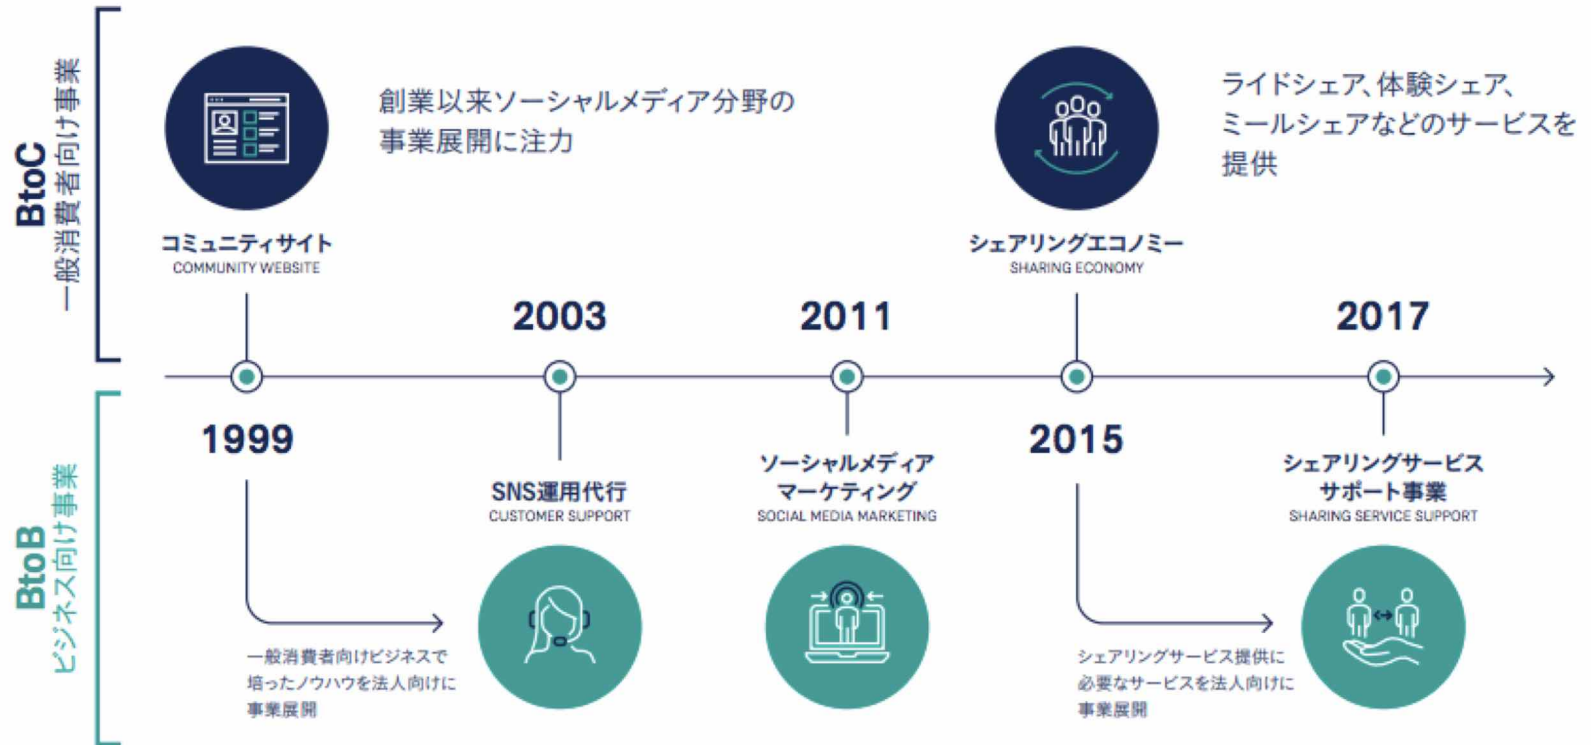 BtoC
一般消費者向け事業
創業以来ソーシャルメディア分野の
事業展開に注力
ライドシェア、体験シェア、
ミールシェアなどのサービスを
提供
コミュニティサイト
COMMUNITY WEBSITE
シェアリングエコノミー
SHARING ECONOMY
2003
2011
2017
1999
2015
BtoB
ビジネス向け事業
SNS運用代行
CUSTOMER SUPPORT
ソーシャルメディア
マーケティング
SOCIAL MEDIA MARKETING
シェアリングサービス
サポート事業
SHARING SERVICE SUPPORT
一般消費者向けビジネスで
培ったノウハウを法人向けに
事業展開
シェアリングサービス提供に
必要なサービスを法人向けに
事業展開